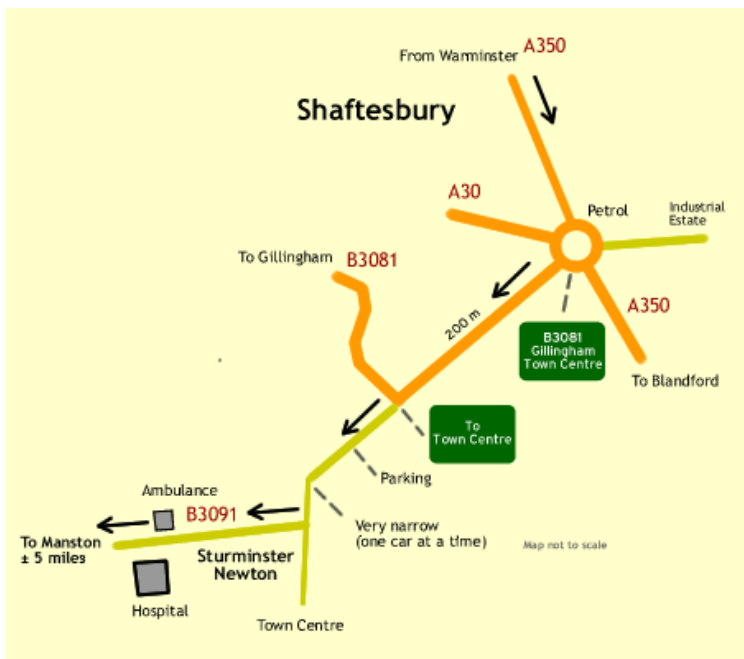 From Warminster A350
Shaftesbury
A30
Petrol
Industrial
Estate
To Gillingham B3081
A350
200 m
B3081
Gillingham
Town Centre
To Blandford
To
Town Centre
Parking
Ambulance
B3091
Very narrow
(one car at a time)
To Manston
± 5 miles
Sturminster
Newton
Map not to scale
Hospital
Town Centre